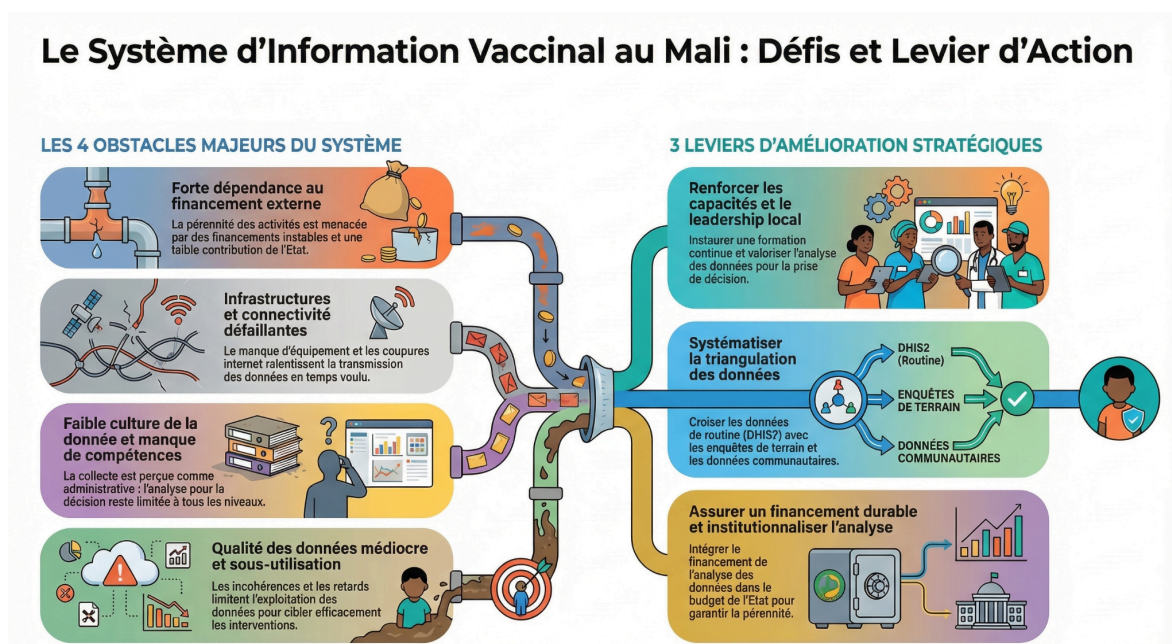 Le Système d'Information Vaccinal au Mali : Défis et Levier d'Action
LES 4 OBSTACLES MAJEURS DU SYSTÈME
Forte dépendance au
financement externe
La pérennité des activités est menacée
par des financements instables et une
taible contribution de l'Etat.
Infrastructures
et connectivité
défaillantes
Le manque d'équipement et les coupures
internet ralentissent la transmission
des données en temps voulu.
Faible culture de la
donnée et manque
de compétences
La collecte est perçue comme
administrative : l'analyse pour la
décision reste limitée à tous les niveaux.
Qualité des données médiocre
et sous-utilisation
Les incohérences et les retards
limitent l'exploitation des
données pour cibler efficacement
les interventions.
3 LEVIERS D'AMÉLIORATION STRATÉGIQUES
Renforcer les
capacités et le
leadership local
Instaurer une formation
continue et valoriser l'analyse
des données pour la prise
de décision.
Systématiser
la triangulation
des données
Croiser les données
de routine (DHIS?) avec
les enquêtes de terrain et
les données communautaires.
DHIS2
(Routine)
ENQUÊTES
DE TERRAIN
DONNÉES
COMMUNAUTAIRES
Assurer un financement durable
et institutionnaliser l'analyse
Intégrer le
financement de
l'analyse des
données dans le
budget de l'Etat pour
garantir la pérennité.